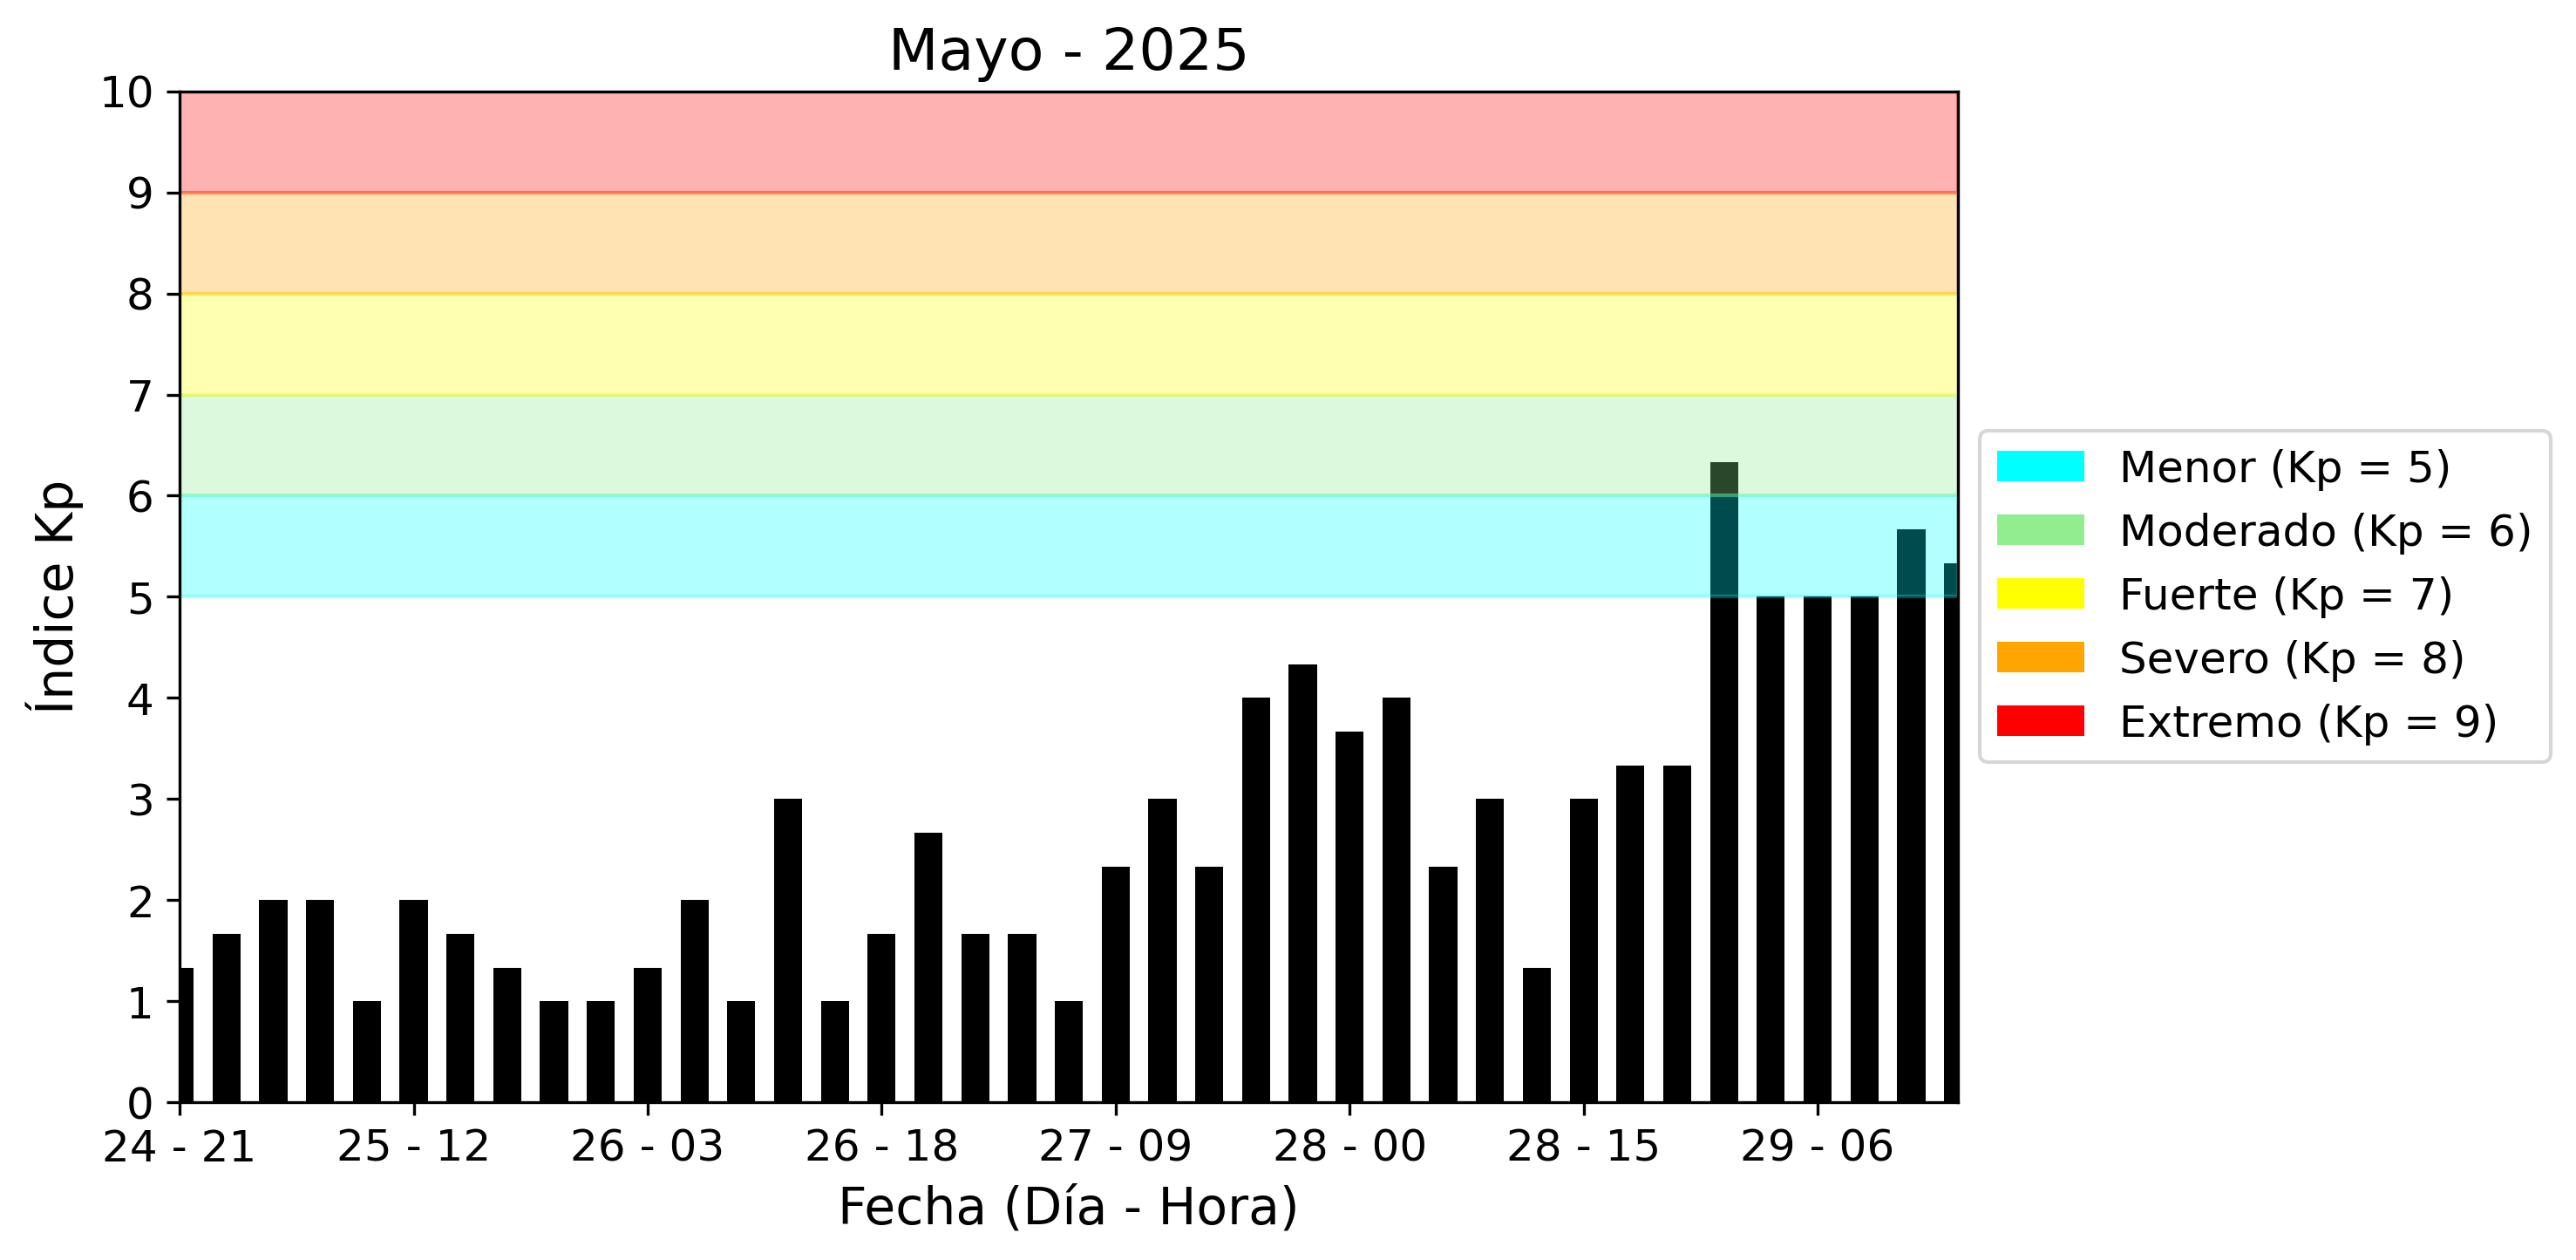 Mayo - 2025
10
9
8
7
6
5
4
3
2
1
0
Índice Kp
24 - 21
25 - 12
26 - 03
26 - 18
27 - 09
28 - 00
28 - 15
29 - 06
Fecha (Día - Hora)
Menor (Kp = 5)
Moderado (Kp = 6)
Fuerte (Kp = 7)
Severo (Kp = 8)
Extremo (Kp = 9)